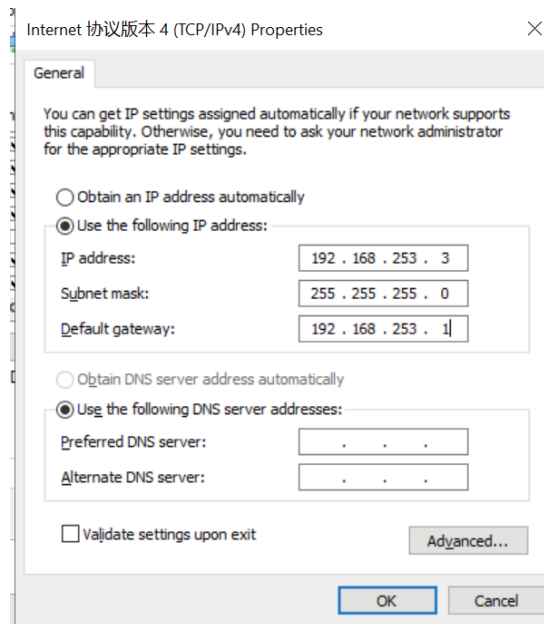 Internet 协议版本 4 (TCP/IPv4) Properties
General
You can get IP settings assigned automatically if your network supports
this capability. Otherwise, you need to ask your network administrator
for the appropriate IP settings.
Obtain an IP address automatically
Use the following IP address:
IP address: 192 . 168 . 253 . 3
Subnet mask: 255 . 255 . 255 . 0
Default gateway: 192 . 168 . 253 . 1
Obtain DNS server address automatically
Use the following DNS server addresses:
Preferred DNS server: . . .
Alternate DNS server: . . .
Validate settings upon exit
Advanced...
OK Cancel